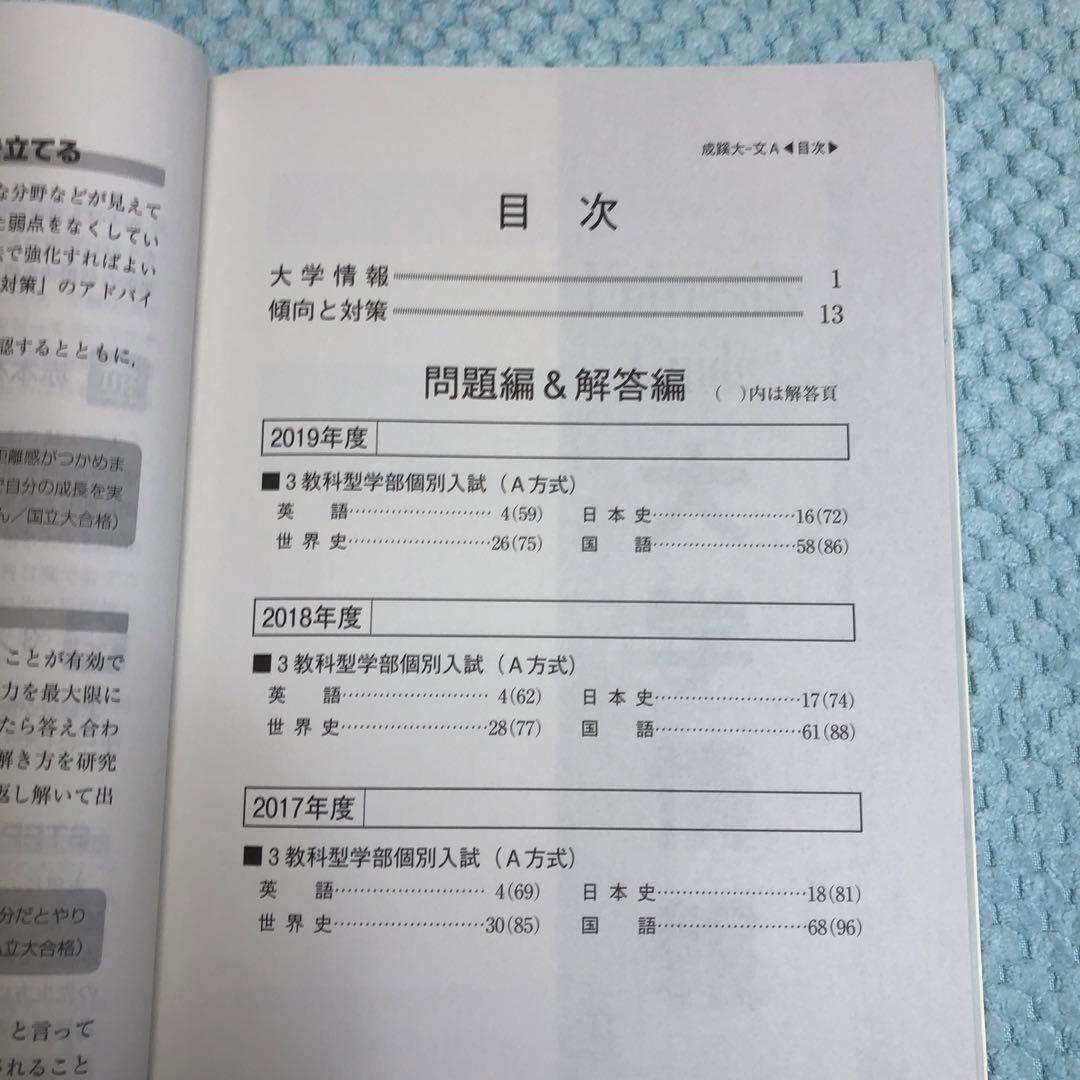 立てる
な分野などが見えて
た弱点をなくしてい
法で強化すればよい
対策」のアドバイ
認するとともに,
距離感がつかめま
で自分の成長を実
ん／国立大合格）
ことが有効で
力を最大限に
たら答え合わ
解き方を研究
返し解いて出
分だとやり
立大合格）
と言って
されること
成蹊大-文A◀目次▶
目 次
大学情報 1
傾向と対策 13
問題編＆解答編 （ ）内は解答頁
2019年度
■3教科型学部個別入試（A方式）
英 語 4(59) 日本史 16(72)
世界史 26(75) 国 語 58(86)
2018年度
■3教科型学部個別入試（A方式）
英 語 4(62) 日本史 17(74)
世界史 28(77) 国 語 61(88)
2017年度
■3教科型学部個別入試（A方式）
英 語 4(69) 日本史 18(81)
世界史 30(85) 国 語 68(96)